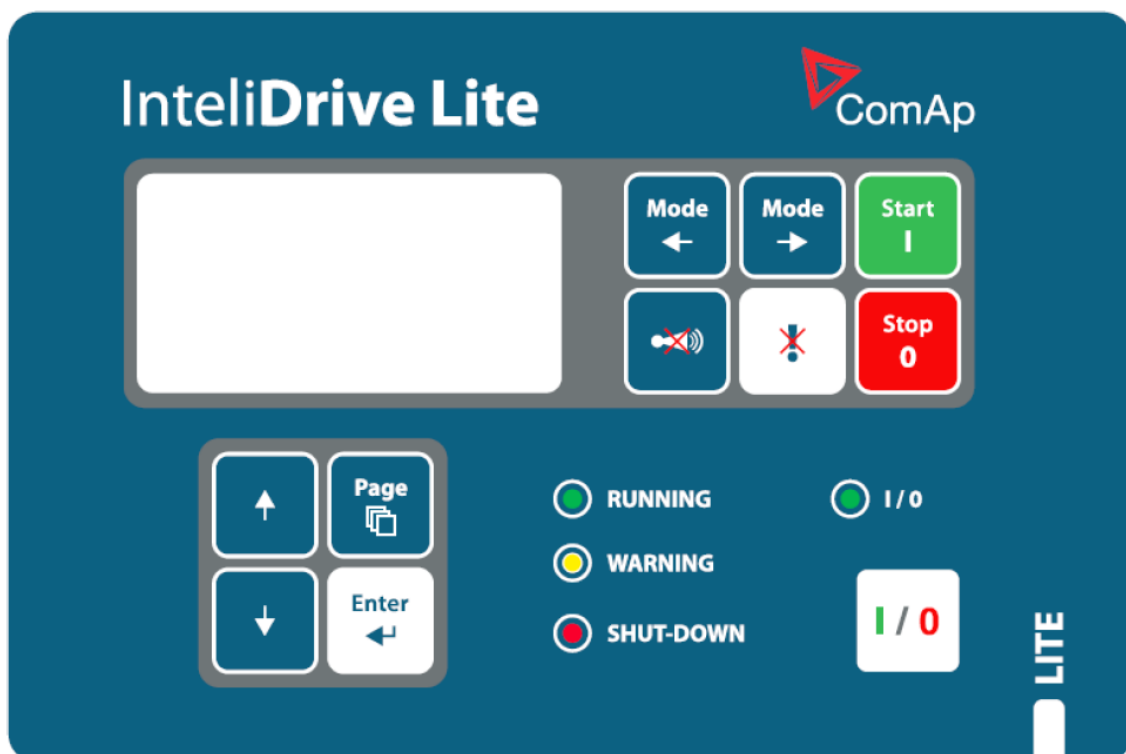 InteliDrive Lite
ComAp
Mode
Mode
Start
I
Stop
0
Page
Enter
RUNNING
I / 0
WARNING
SHUT-DOWN
I / 0
LITE